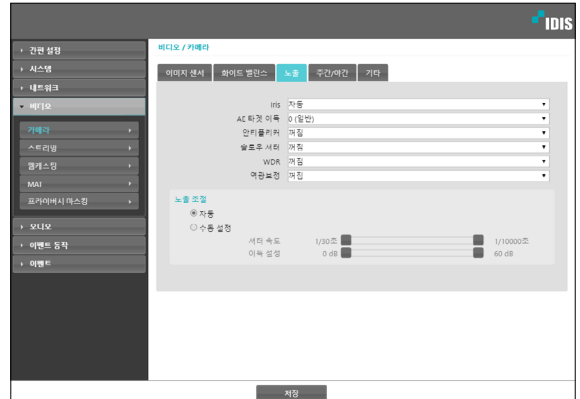 IDIS
간편 설정
시스템
네트워크
비디오
카메라
스트리밍
웹캐스팅
MAT
프라이버시 마스킹
오디오
이벤트 동작
이벤트
비디오 / 카메라
이미지 센서 화이트 밸런스 노출 주간/야간 기타
Iris 자동
AE 타겟 이득 0 (일반)
안티플리커 꺼짐
슬로우 셔터 꺼짐
WDR 꺼짐
역광보정 꺼짐
노출 조절
자동
수동 설정
셔터 속도 1/30초 1/10000초
이득 설정 0 dB 60 dB
저장